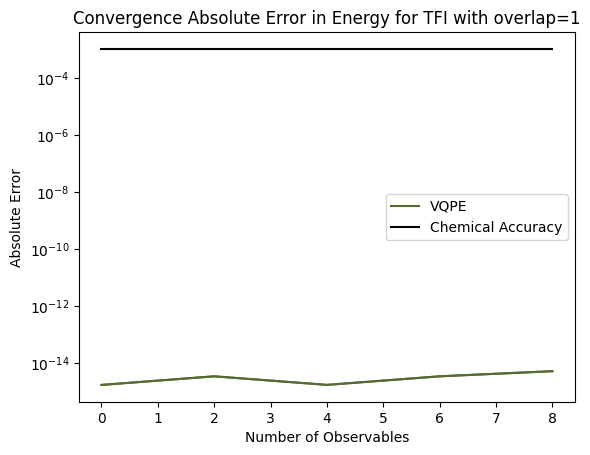 Convergence Absolute Error in Energy for TFI with overlap=1
Absolute Error
10⁻⁴
10⁻⁶
10⁻⁸
10⁻¹⁰
10⁻¹²
10⁻¹⁴
VQPE
Chemical Accuracy
0 1 2 3 4 5 6 7 8
Number of Observables